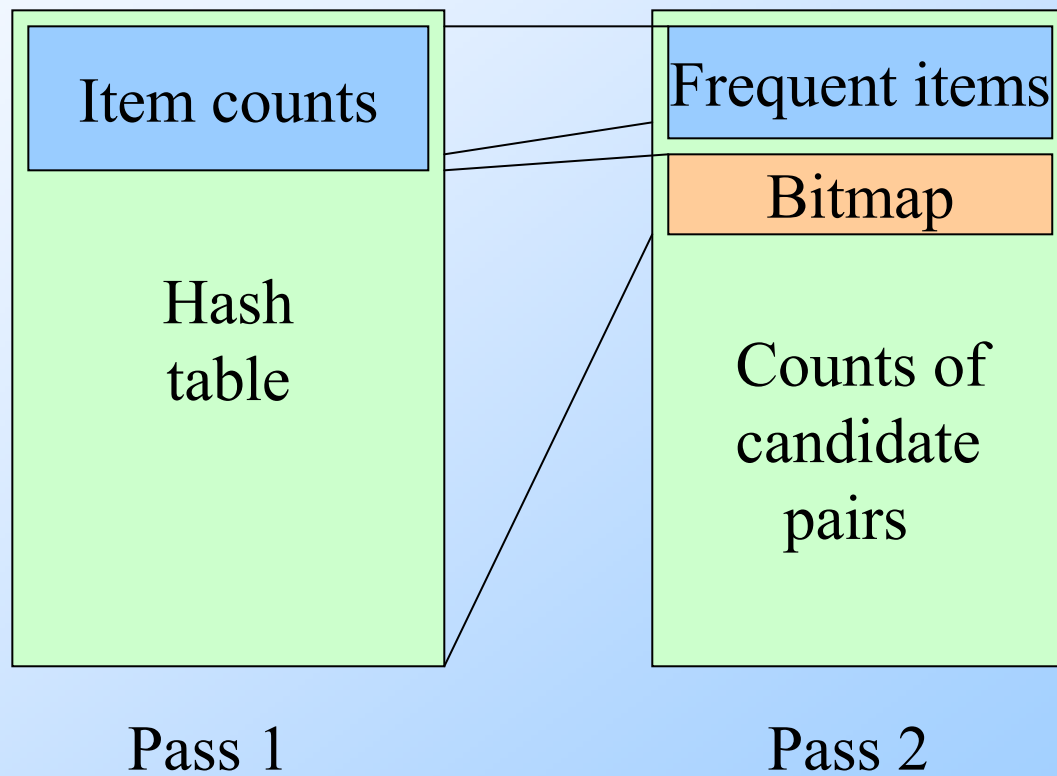 Item counts
Hash
table
Pass 1
Frequent items
Bitmap
Counts of
candidate
pairs
Pass 2